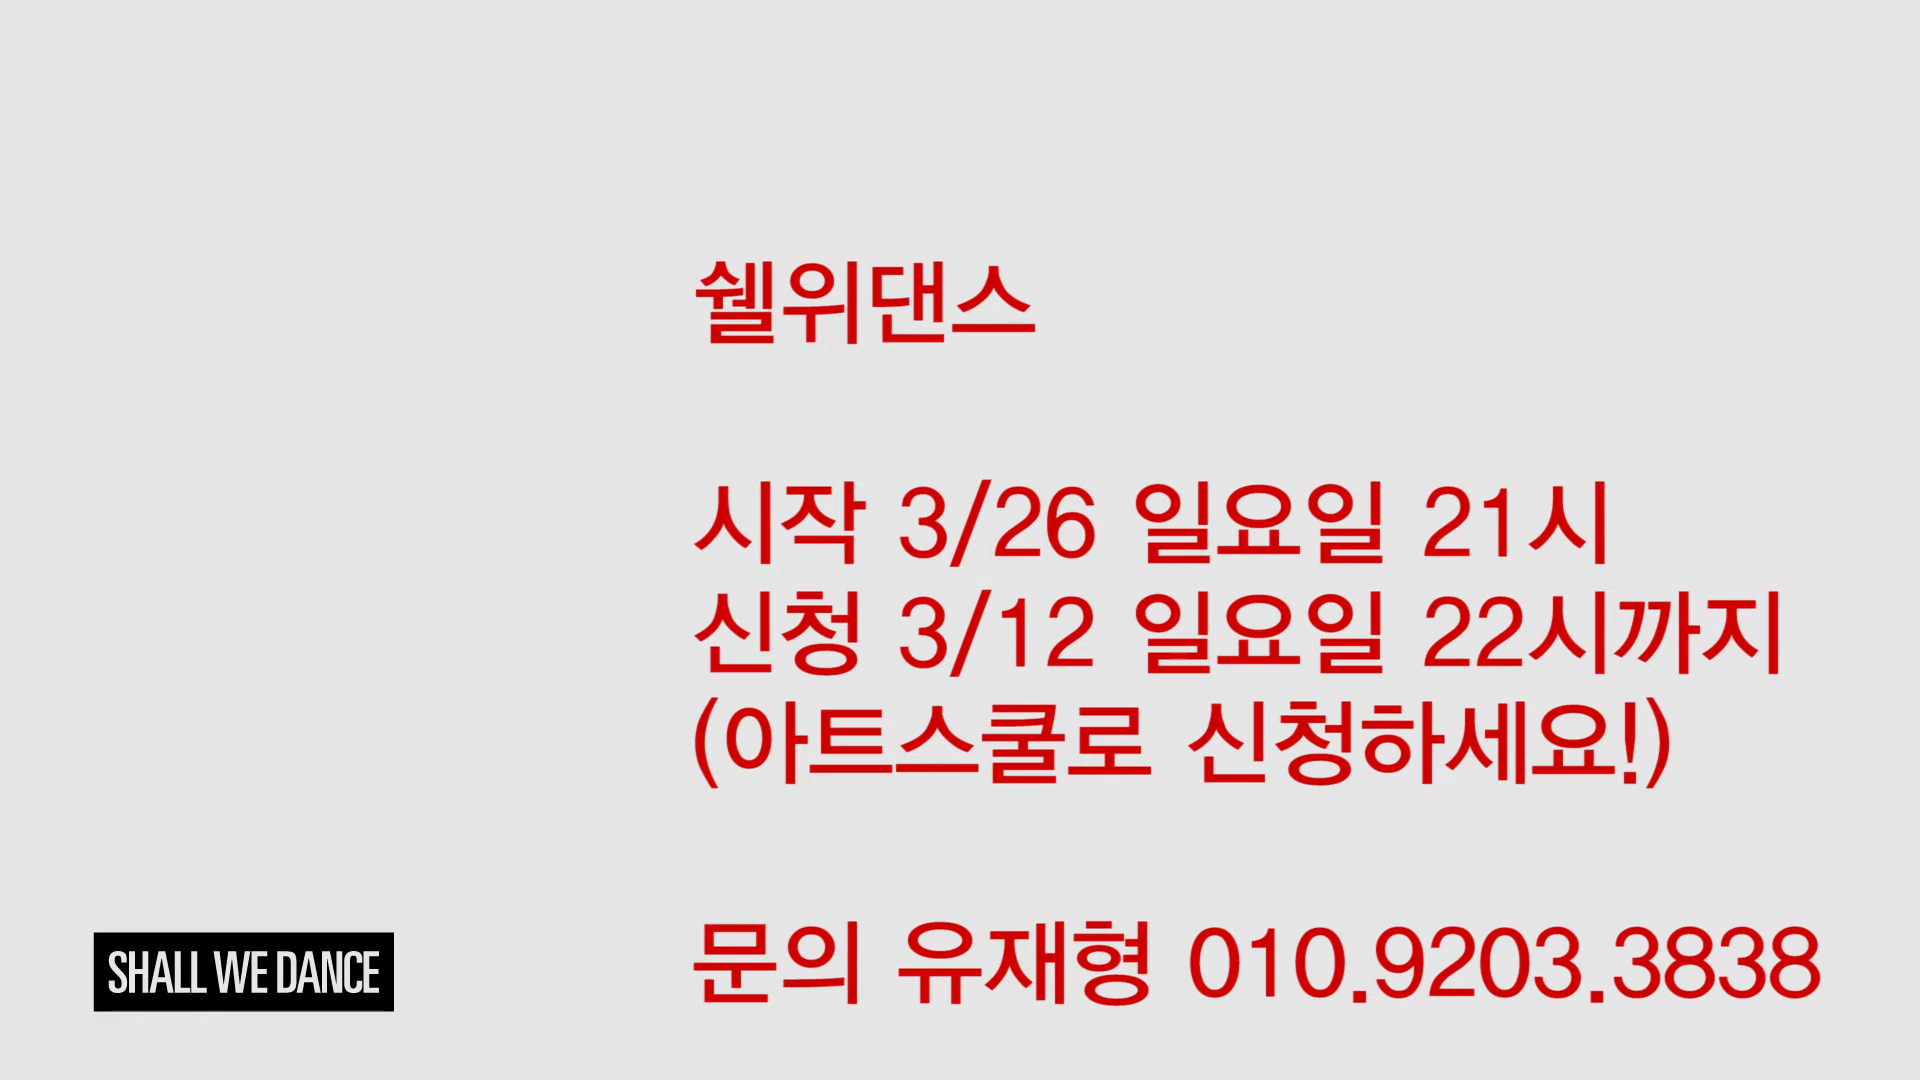 쉘위댄스
시작 3/26 일요일 21시
신청 3/12 일요일 22시까지
(아트스쿨로 신청하세요!)
문의 유재형 010.9203.3838
SHALL WE DANCE